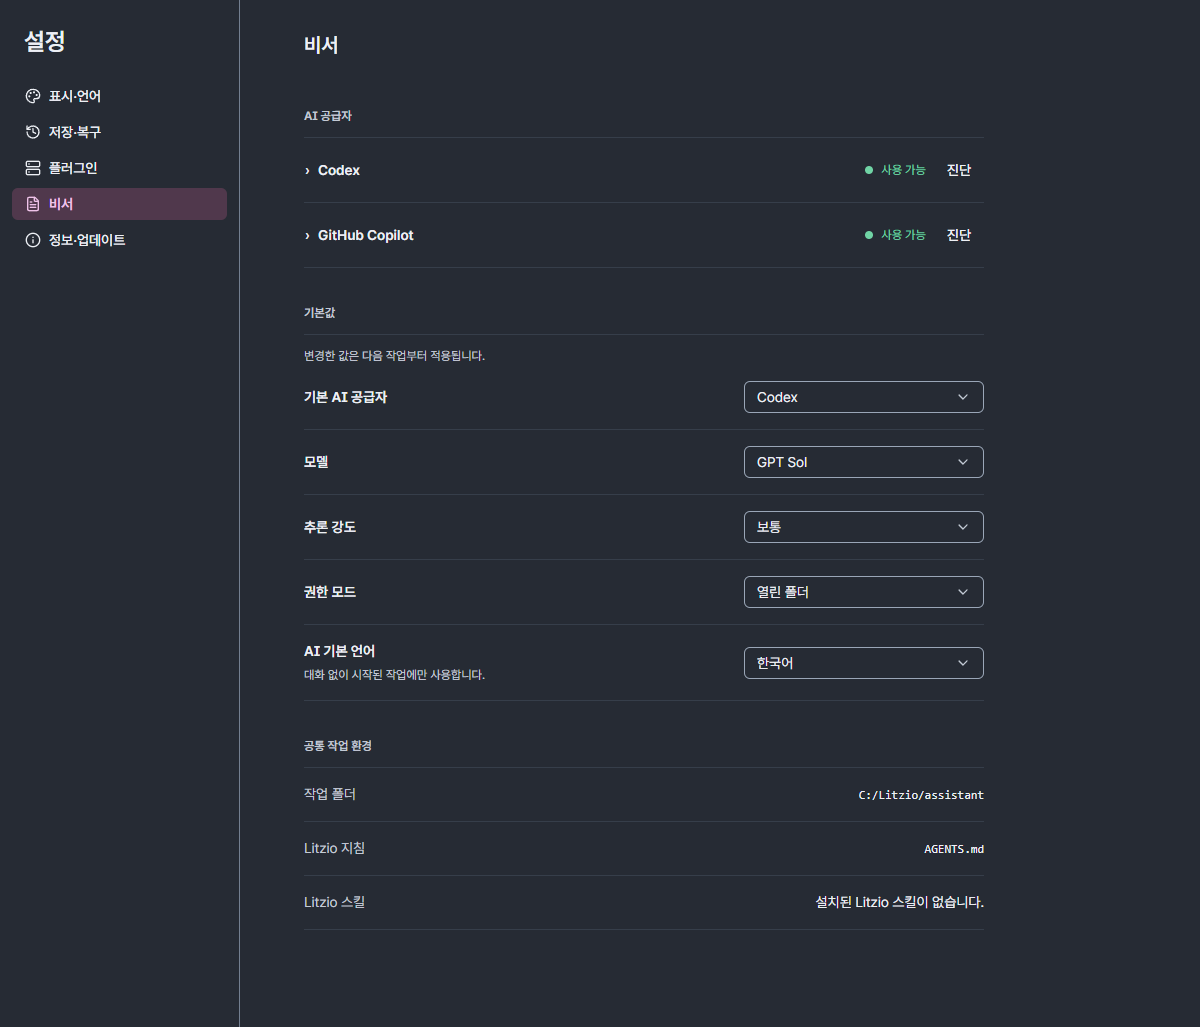 설정
표시·언어
저장·복구
플러그인
비서
정보·업데이트
비서
AI 공급자
› Codex
사용 가능 진단
› GitHub Copilot
사용 가능 진단
기본값
변경한 값은 다음 작업부터 적용됩니다.
기본 AI 공급자
Codex
모델
GPT Sol
추론 강도
보통
권한 모드
열린 폴더
AI 기본 언어
대화 없이 시작된 작업에만 사용합니다.
한국어
공통 작업 환경
작업 폴더
C:/Litzio/assistant
Litzio 지침
AGENTS.md
Litzio 스킬
설치된 Litzio 스킬이 없습니다.